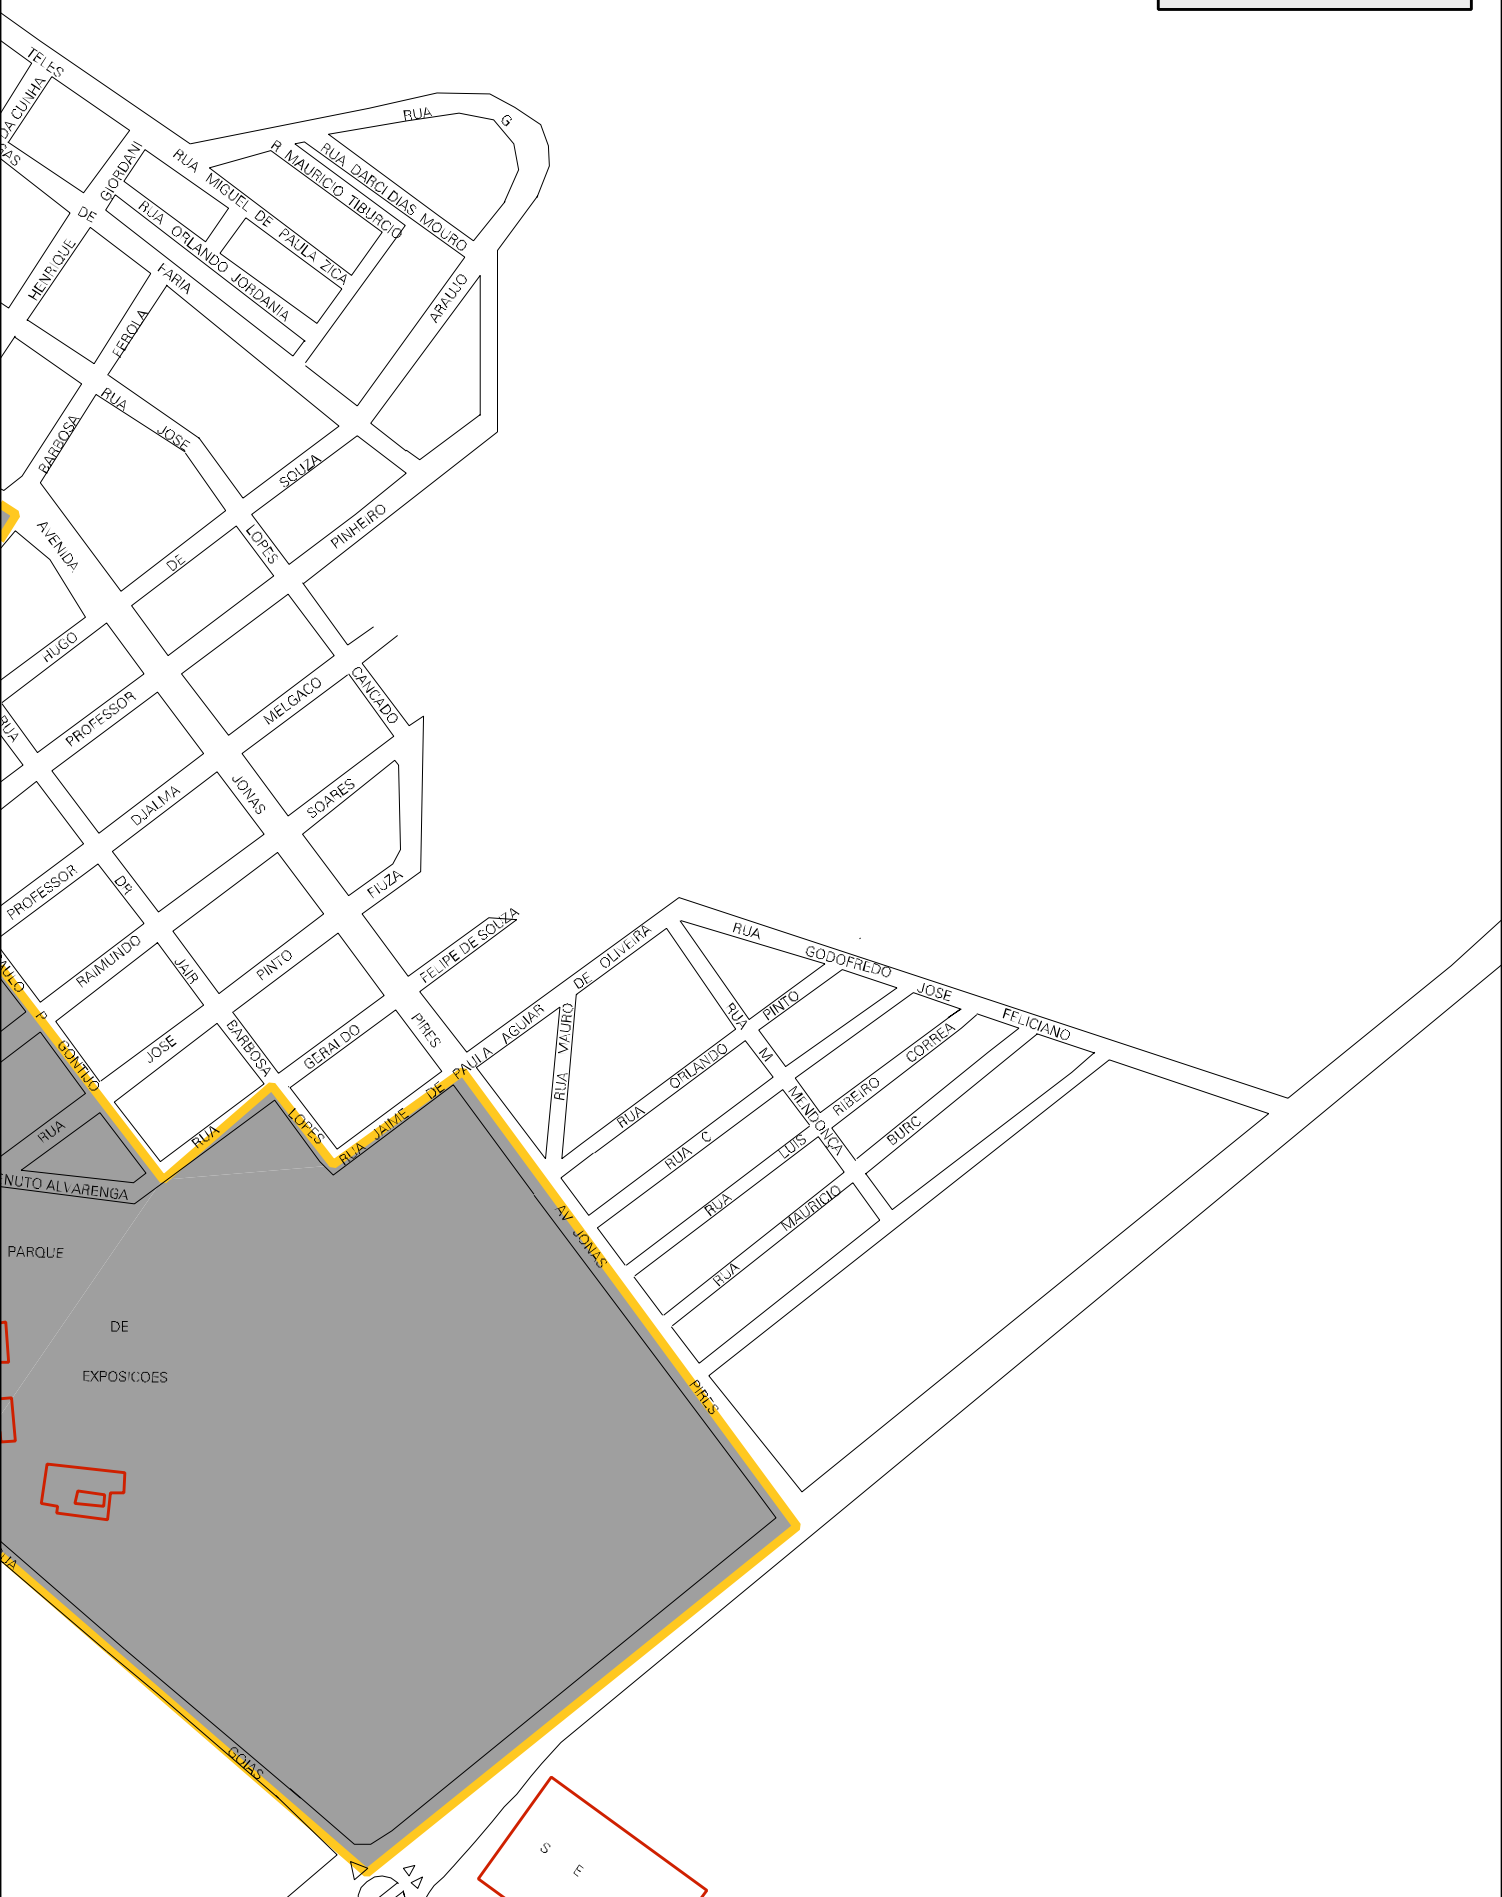 TELES
DA CUNHA
GIORDANI
DE
HENRIQUE
FARIA
FEROLA
RUA
G
RUA MIGUEL DE PAULA ZICA
R MAURICIO TIBURCIO
RUA DARCI DIAS MOURO
RUA ORLANDO JORDANIA
ARAUJO
RUA
JOSE
BARBOSA
SOUZA
LOPES
PINHEIRO
AVENIDA
DE
HUGO
CANCADO
MELGACO
RUA
PROFESSOR
JONAS
SOARES
DJALMA
PROFESSOR
DR
FIUZA
FELIPE DE SOUZA
RAIMUNDO
JAIR
PINTO
PIRES
P
GONTIJO
JOSE
BARBOSA
GERALDO
RUA
LOPES
RUA JAIME DE PAULA AGUIAR DE OLIVEIRA
RUA MAURO
RUA GODOFREDO JOSE FELICIANO
RUA M MENDONCA
PINTO
RUA ORLANDO
RIBEIRO CORREA
RUA C
BURC
RUA LUIS
RUA MAURICIO
AV JONAS PIRES
RUA
NUTO ALVARENGA
PARQUE
DE
EXPOSICOES
GOIAS
S E